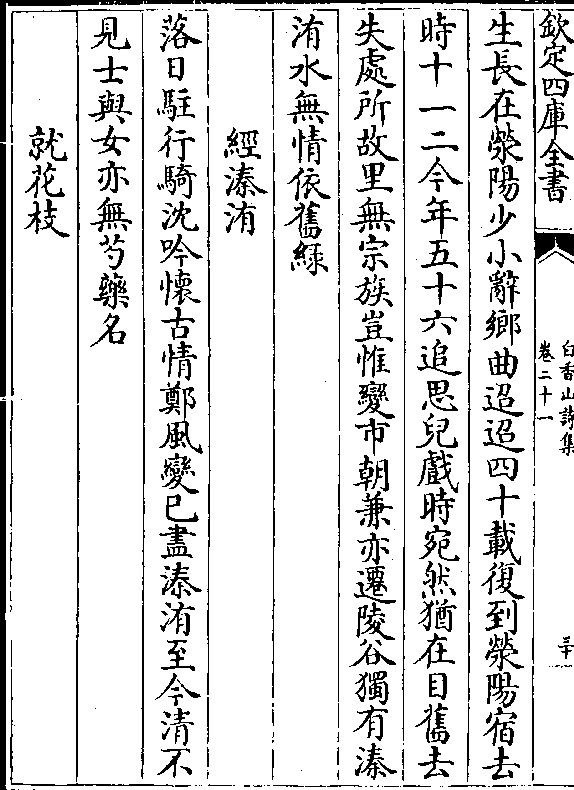 欽定四庫全書
白香山詩集
卷二十一
三十
生長在滎陽少小辭鄉曲迢迢四十載復到滎陽宿去
時十一二今年五十六追思兒戲時宛然猶在目舊去
失處所故里無宗族豈惟變市朝兼亦遷陵谷獨有溱
洧水無情依舊綠
經溱洧
落日駐行騎沈吟懷古情鄭風變已盡溱洧至今清不
見士與女亦無芍藥名
就花枝